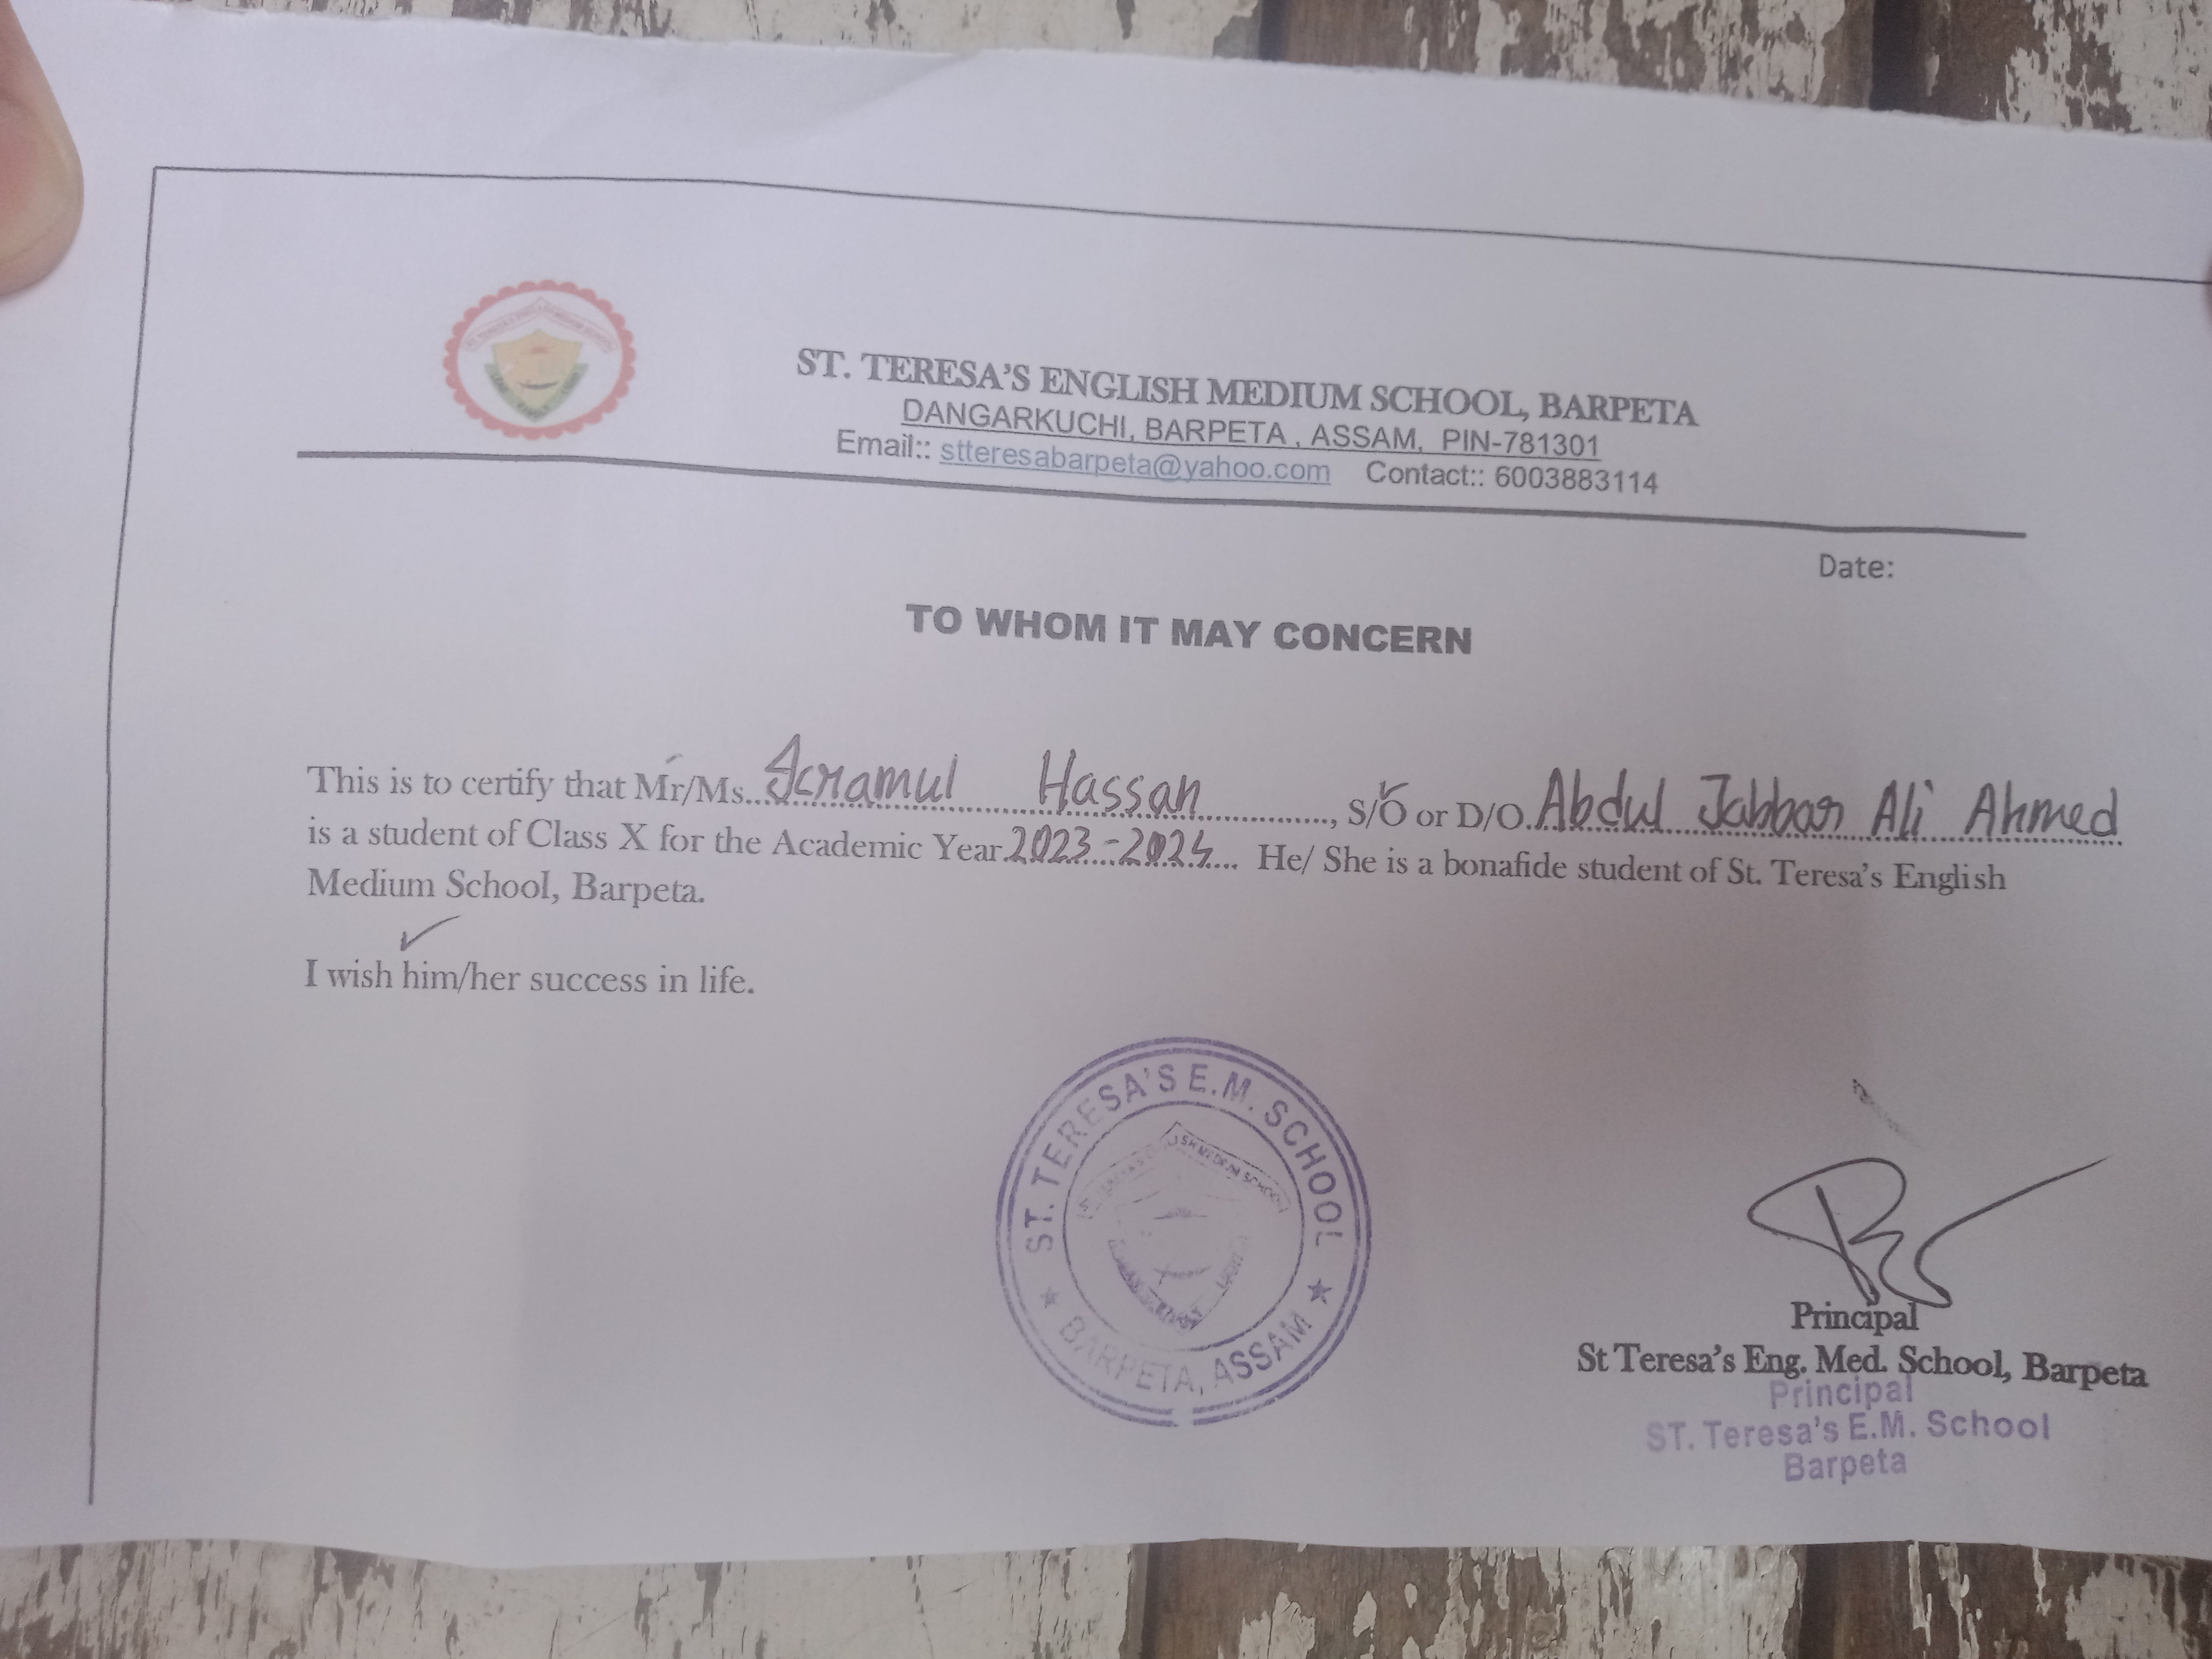 ST. TERESA'S ENGLISH MEDIUM SCHOOL, BARPETA
DANGARKUCHI, BARPETA , ASSAM, PIN-781301
Email:: stteresabarpeta@yahoo.com Contact:: 6003883114
Date:
TO WHOM IT MAY CONCERN
This is to certify that Mr/Ms. Icramul Hassan, S/O or D/O. Abdul Jabbar Ali Ahmed
is a student of Class X for the Academic Year 2023-2024 He/ She is a bonafide student of St. Teresa's English
Medium School, Barpeta.
I wish him/her success in life.
ST. TERESA'S E.M. SCHOOL
BARPETA, ASSAM
Principal
St Teresa's Eng. Med. School, Barpeta
Principal
ST. Teresa's E.M. School
Barpeta